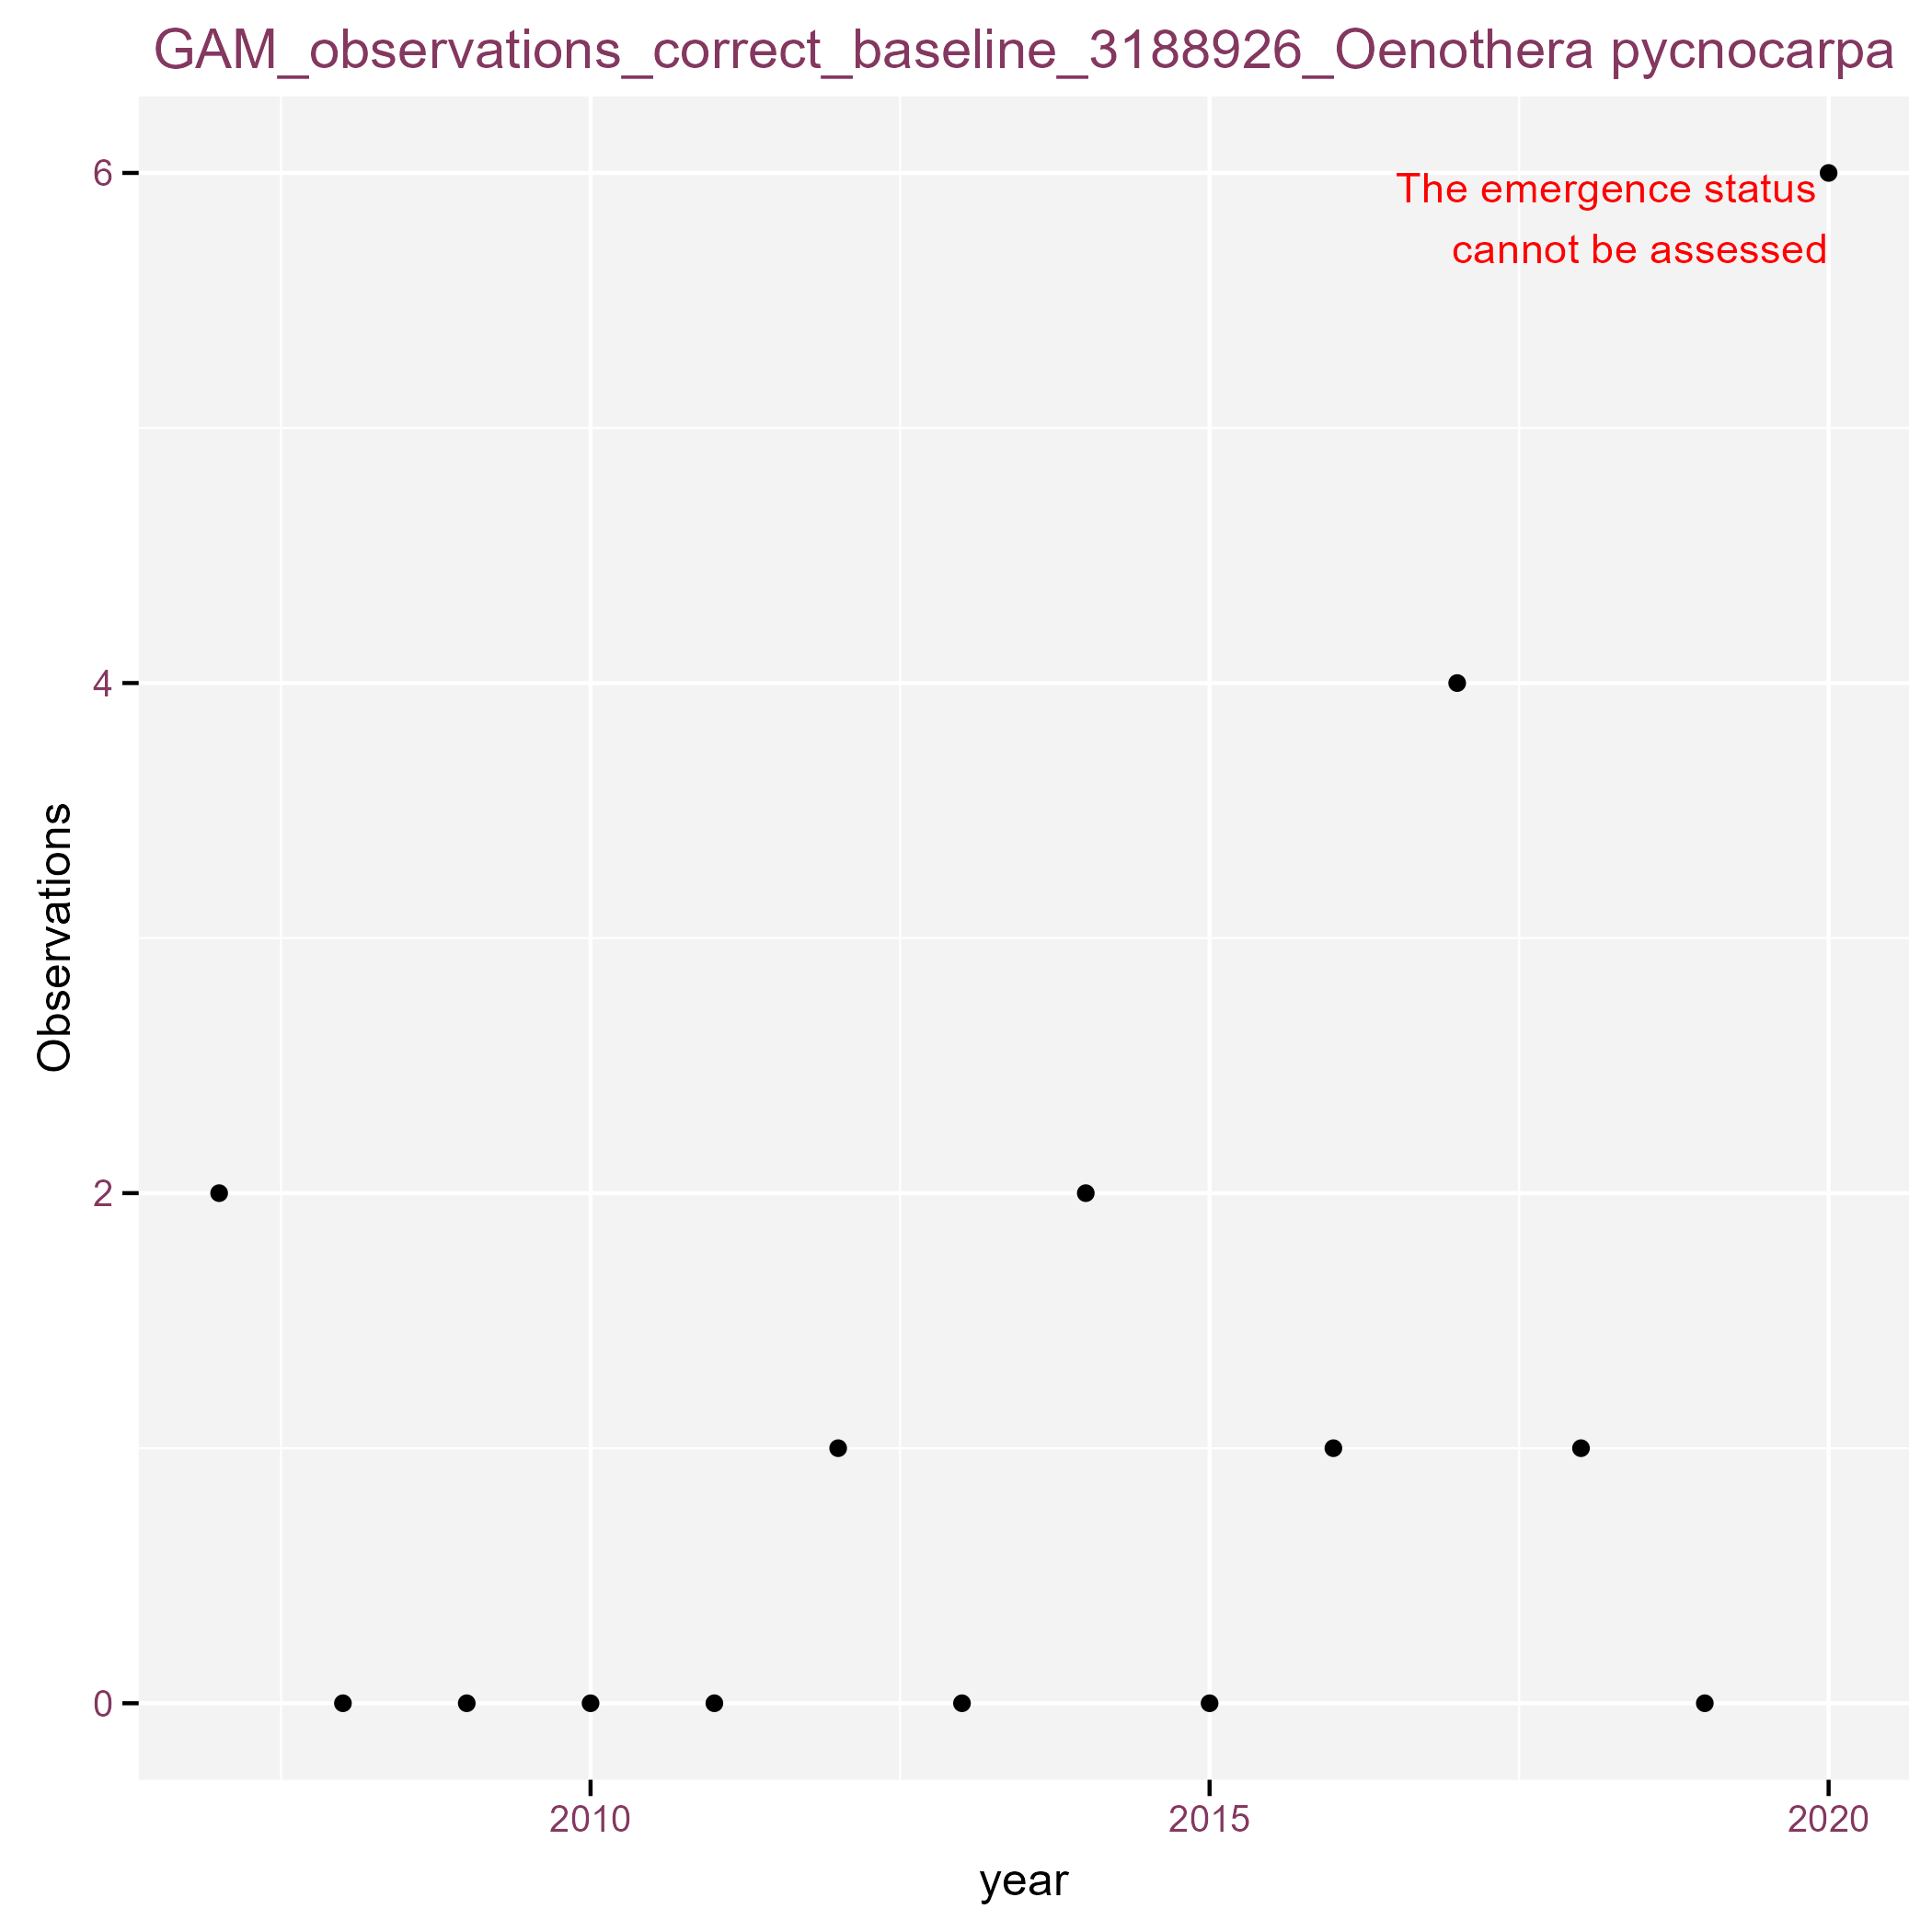 GAM_observations_correct_baseline_3188926_Oenothera pycnocarpa
6
The emergence status
cannot be assessed
4
Observations
2
0
2010 2015 2020
year